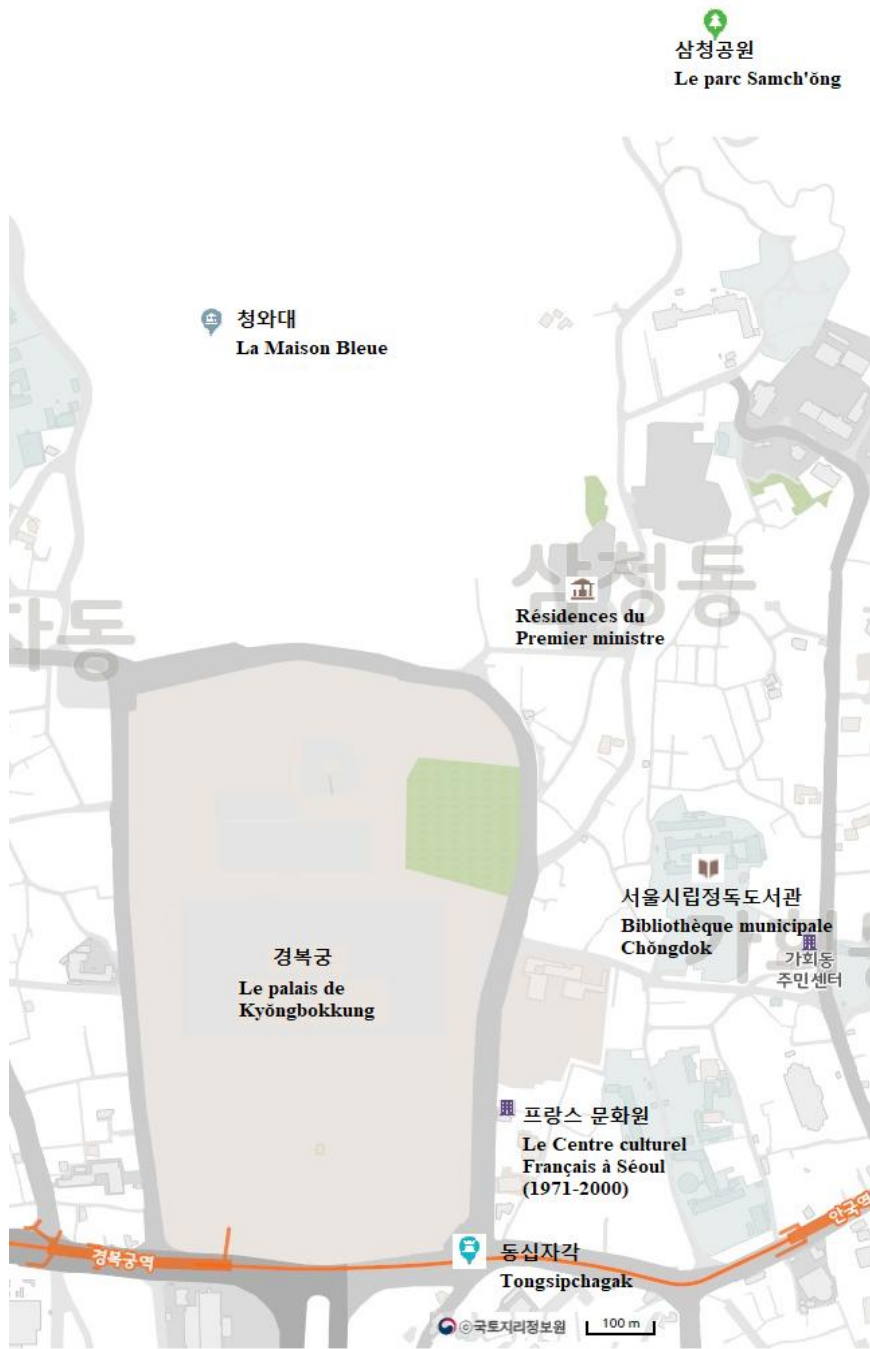 삼청공원
Le parc Samch'ŏng
청와대
La Maison Bleue
삼청동
Résidences du
Premier ministre
서울시립정독도서관
Bibliothèque municipale
Chŏngdok
가회동
주민센터
경복궁
Le palais de
Kyŏngbokkung
프랑스 문화원
Le Centre culturel
Français à Séoul
(1971-2000)
안국역
경복궁역
동십자각
Tongsipchagak
©국토지리정보원
100 m